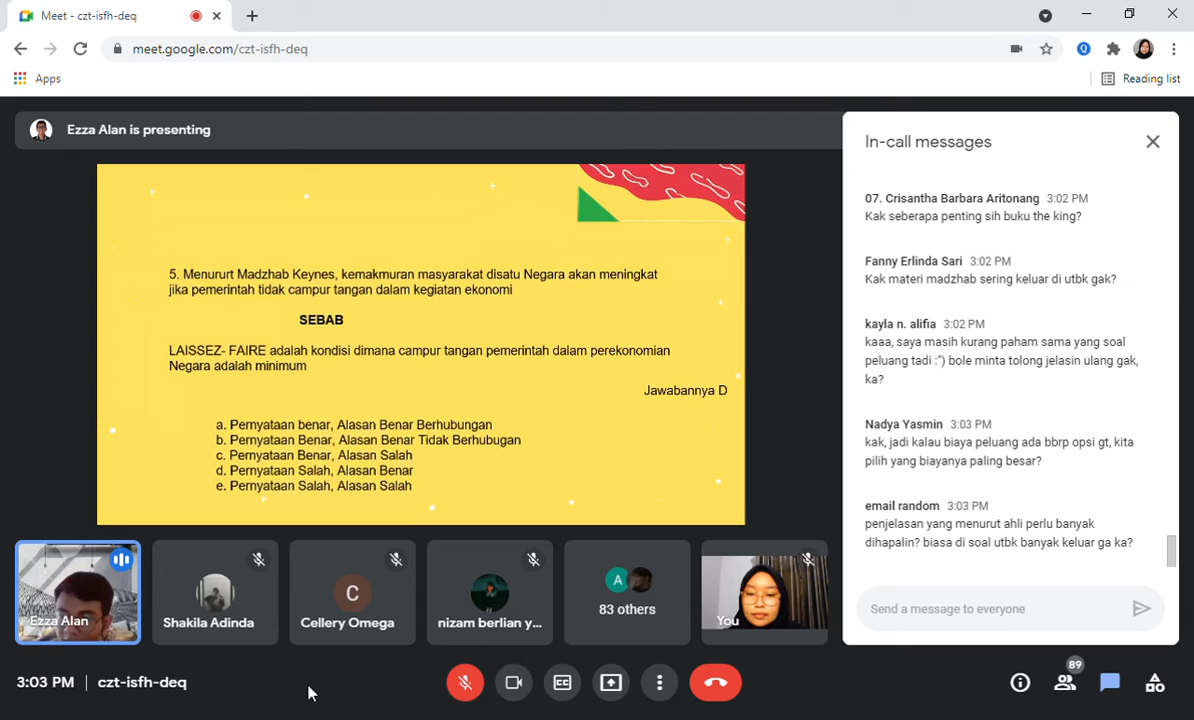 Meet - czt-isfh-deq
meet.google.com/czt-isfh-deq
Apps
Reading list
Ezza Alan is presenting
5. Menururt Madzhab Keynes, kemakmuran masyarakat disatu Negara akan meningkat
jika pemerintah tidak campur tangan dalam kegiatan ekonomi
SEBAB
LAISSEZ- FAIRE adalah kondisi dimana campur tangan pemerintah dalam perekonomian
Negara adalah minimum
Jawabannya D
a. Pernyataan benar, Alasan Benar Berhubungan
b. Pernyataan Benar, Alasan Benar Tidak Berhubugan
c. Pernyataan Benar, Alasan Salah
d. Pernyataan Salah, Alasan Benar
e. Pernyataan Salah, Alasan Salah
In-call messages
07. Crisantha Barbara Aritonang 3:02 PM
Kak seberapa penting sih buku the king?
Fanny Erlinda Sari 3:02 PM
Kak materi madzhab sering keluar di utbk gak?
kayla n. alifia 3:02 PM
kaaa, saya masih kurang paham sama yang soal
peluang tadi :") bole minta tolong jelasin ulang gak,
ka?
Nadya Yasmin 3:03 PM
kak, jadi kalau biaya peluang ada bbrp opsi gt, kita
pilih yang biayanya paling besar?
email random 3:03 PM
penjelasan yang menurut ahli perlu banyak
dihapalin? biasa di soal utbk banyak keluar ga ka?
Send a message to everyone
Ezza Alan
Shakila Adinda
C
Cellery Omega
nizam berlian y...
A
83 others
You
3:03 PM | czt-isfh-deq
89